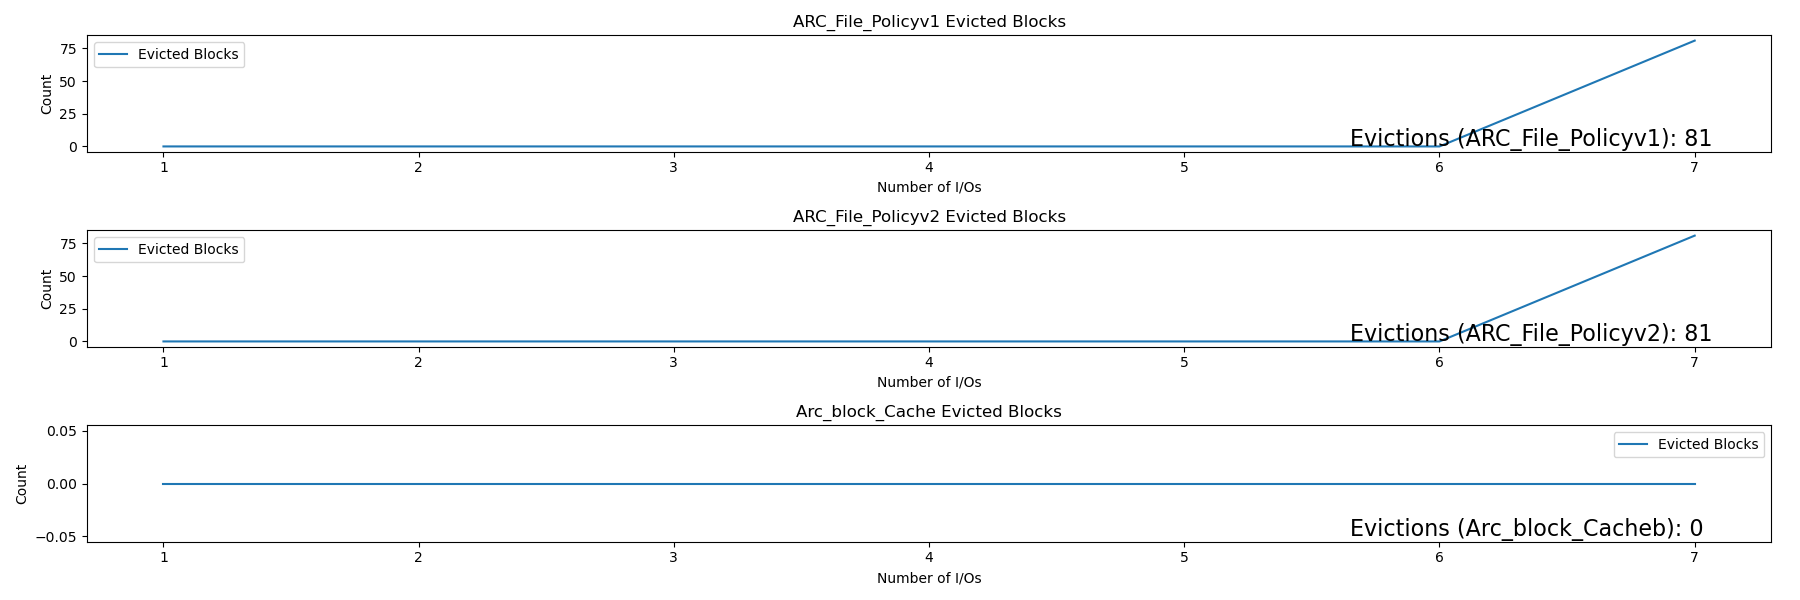 ARC_File_Policyv1 Evicted Blocks
Evicted Blocks
75
50
25
0
Count
Evictions (ARC_File_Policyv1): 81
1 2 3 4 5 6 7
Number of I/Os
ARC_File_Policyv2 Evicted Blocks
Evicted Blocks
75
50
25
0
Count
Evictions (ARC_File_Policyv2): 81
1 2 3 4 5 6 7
Number of I/Os
Arc_block_Cache Evicted Blocks
Evicted Blocks
0.05
0.00
−0.05
Count
Evictions (Arc_block_Cacheb): 0
1 2 3 4 5 6 7
Number of I/Os